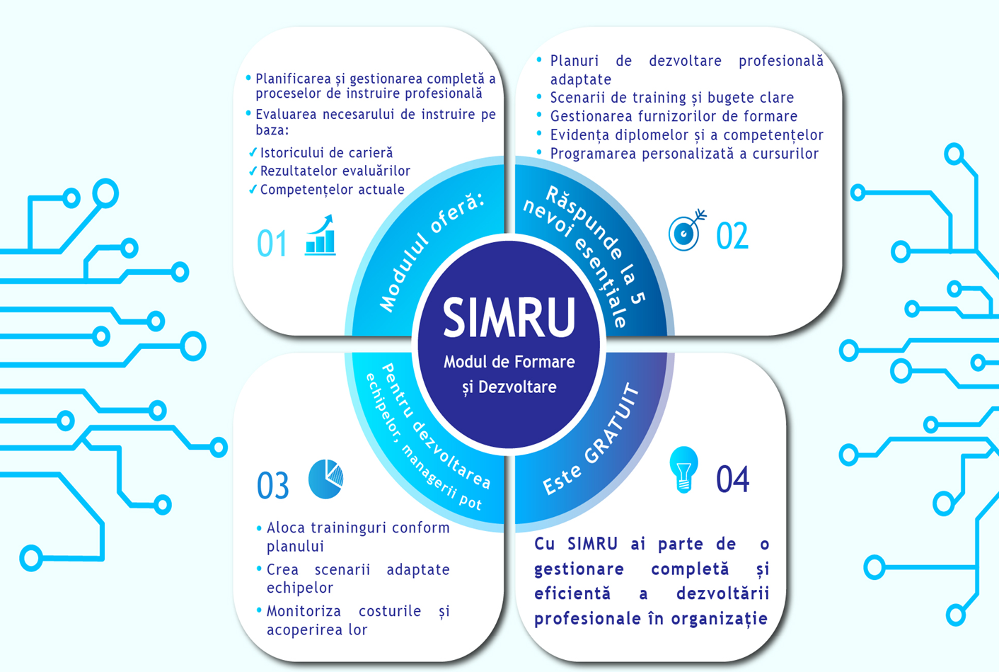 Planificarea și gestionarea completă a
proceselor de instruire profesională
Evaluarea necesarului de instruire pe
baza:
Istoricului de carieră
Rezultatelor evaluărilor
Competențelor actuale
01
Modulul oferă:
Planuri de dezvoltare profesională
adaptate
Scenarii de training și bugete clare
Gestionarea furnizorilor de formare
Evidența diplomelor și a competențelor
Programarea personalizată a cursurilor
Răspunde la 5
nevoi esențiale
02
SIMRU
Modul de Formare
și Dezvoltare
03
Pentru dezvoltarea
echipelor, managerii pot
Aloca traininguri conform
planului
Crea scenarii adaptate
echipelor
Monitoriza costurile și
acoperirea lor
Este GRATUIT
04
Cu SIMRU ai parte de o
gestionare completă și
eficientă a dezvoltării
profesionale în organizație